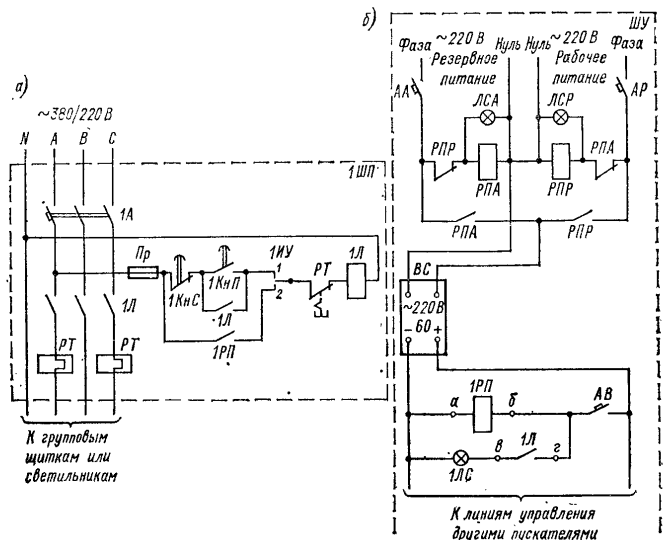 а)
~380/220 В
N A B C
1ШП
1А
Пр
1КнС
1КнП
1Л
1РП
1ИУ
1
2
РТ
1Л
1Л
РТ
РТ
К групповым
щиткам или
светильникам
б)
ШУ
Фаза ~220 В Нуль Нуль ~220 В Фаза
Резервное
питание
Рабочее
питание
АА
ЛСА
ЛСР
АР
РПР
РПА
РПР
РПА
РПА
РПР
ВС
~220
− 60 +
1РП
а
б
АВ
1ЛС
в
1Л
г
К линиям управления
другими пускателями